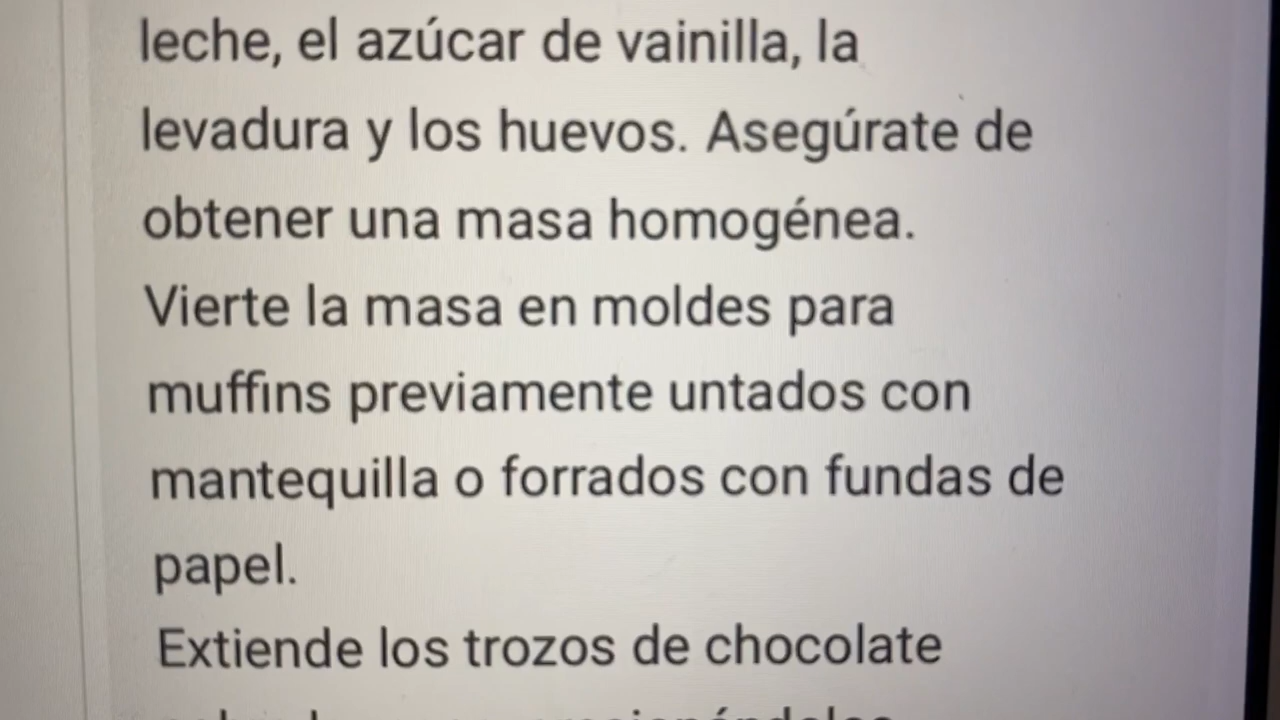 leche, el azúcar de vainilla, la
levadura y los huevos. Asegúrate de
obtener una masa homogénea.
Vierte la masa en moldes para
muffins previamente untados con
mantequilla o forrados con fundas de
papel.
Extiende los trozos de chocolate